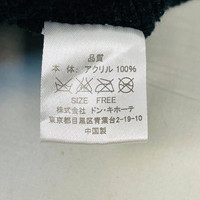 品質
本 体：アクリル 100%
SIZE FREE
株式会社 ドン・キホーテ
東京都目黒区青葉台2-19-10
中国製